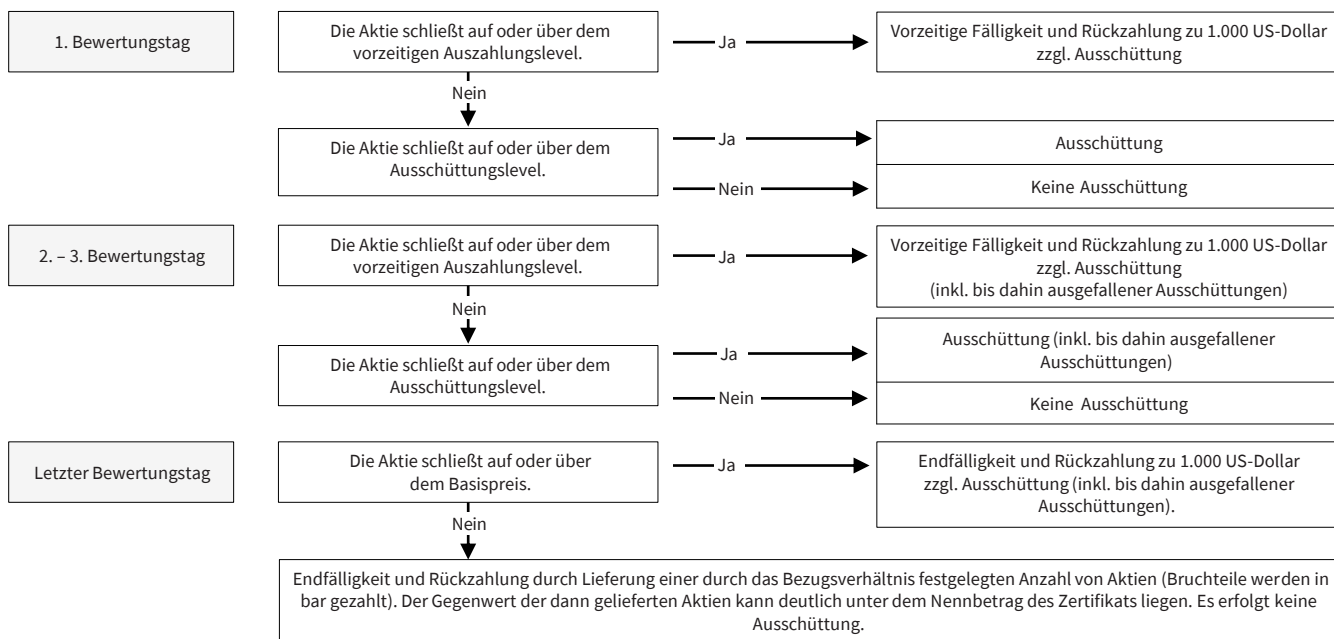 1. Bewertungstag
Die Aktie schließt auf oder über dem
vorzeitigen Auszahlungslevel.
Ja
Vorzeitige Fälligkeit und Rückzahlung zu 1.000 US-Dollar
zzgl. Ausschüttung
Nein
Die Aktie schließt auf oder über dem
Ausschüttungslevel.
Ja
Ausschüttung
Nein
Keine Ausschüttung
2. – 3. Bewertungstag
Die Aktie schließt auf oder über dem
vorzeitigen Auszahlungslevel.
Ja
Vorzeitige Fälligkeit und Rückzahlung zu 1.000 US-Dollar
zzgl. Ausschüttung
(inkl. bis dahin ausgefallener Ausschüttungen)
Nein
Die Aktie schließt auf oder über dem
Ausschüttungslevel.
Ja
Ausschüttung (inkl. bis dahin ausgefallener
Ausschüttungen)
Nein
Keine Ausschüttung
Letzter Bewertungstag
Die Aktie schließt auf oder über
dem Basispreis.
Ja
Endfälligkeit und Rückzahlung zu 1.000 US-Dollar
zzgl. Ausschüttung (inkl. bis dahin ausgefallener
Ausschüttungen).
Nein
Endfälligkeit und Rückzahlung durch Lieferung einer durch das Bezugsverhältnis festgelegten Anzahl von Aktien (Bruchteile werden in
bar gezahlt). Der Gegenwert der dann gelieferten Aktien kann deutlich unter dem Nennbetrag des Zertifikats liegen. Es erfolgt keine
Ausschüttung.